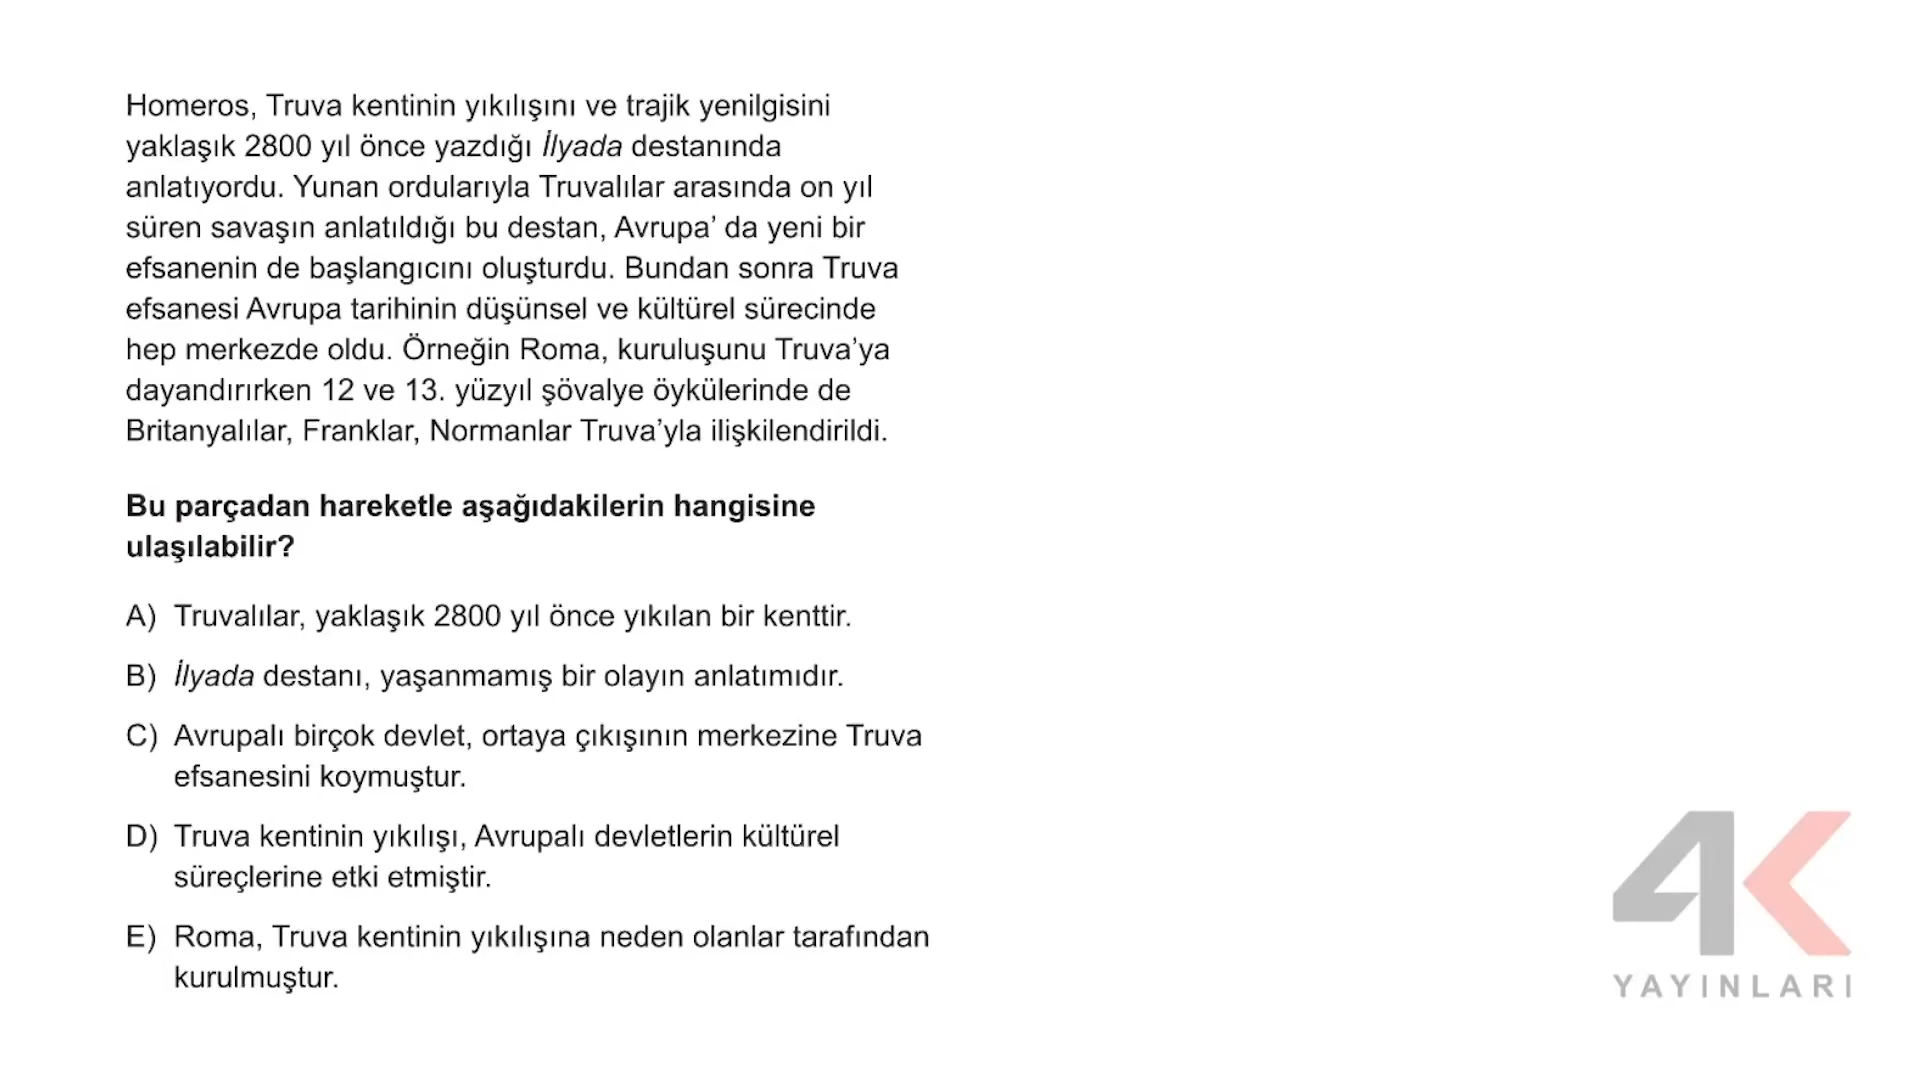 Homeros, Truva kentinin yıkılışını ve trajik yenilgisini
yaklaşık 2800 yıl önce yazdığı İlyada destanında
anlatıyordu. Yunan ordularıyla Truvalılar arasında on yıl
süren savaşın anlatıldığı bu destan, Avrupa’ da yeni bir
efsanenin de başlangıcını oluşturdu. Bundan sonra Truva
efsanesi Avrupa tarihinin düşünsel ve kültürel sürecinde
hep merkezde oldu. Örneğin Roma, kuruluşunu Truva’ya
dayandırırken 12 ve 13. yüzyıl şövalye öykülerinde de
Britanyalılar, Franklar, Normanlar Truva’yla ilişkilendirildi.
Bu parçadan hareketle aşağıdakilerin hangisine
ulaşılabilir?
A) Truvalılar, yaklaşık 2800 yıl önce yıkılan bir kenttir.
B) İlyada destanı, yaşanmamış bir olayın anlatımıdır.
C) Avrupalı birçok devlet, ortaya çıkışının merkezine Truva
efsanesini koymuştur.
D) Truva kentinin yıkılışı, Avrupalı devletlerin kültürel
süreçlerine etki etmiştir.
E) Roma, Truva kentinin yıkılışına neden olanlar tarafından
kurulmuştur.
4K
YAYINLARI